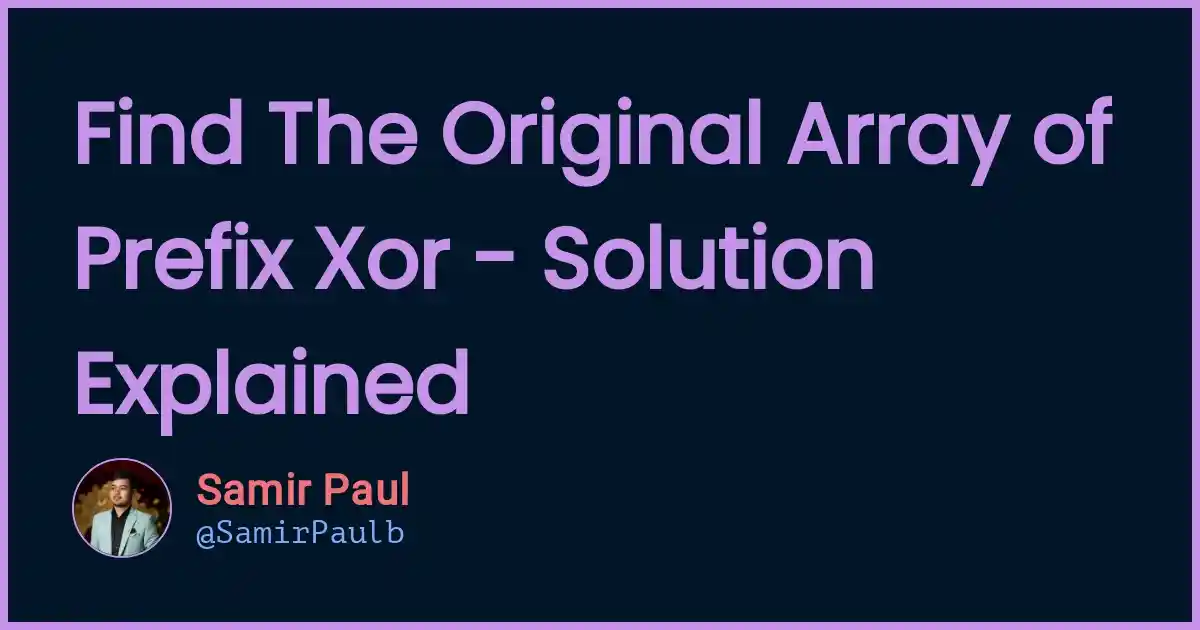 Find The Original Array of
Prefix Xor - Solution
Explained
Samir Paul
@SamirPaulb